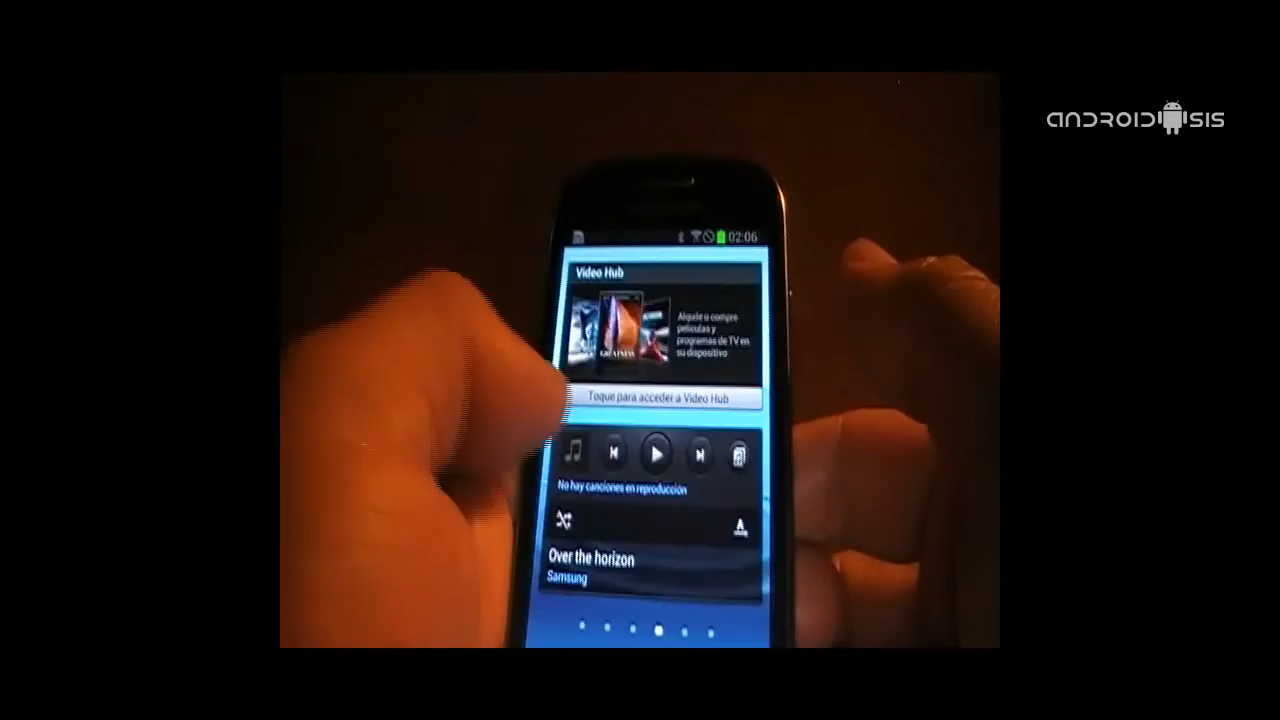 ANDROIDSIS
02:06
Video Hub
Alquile o compre
películas y
programas de TV en
su dispositivo
Toque para acceder a Video Hub
No hay canciones en reproducción
A
Over the horizon
Samsung